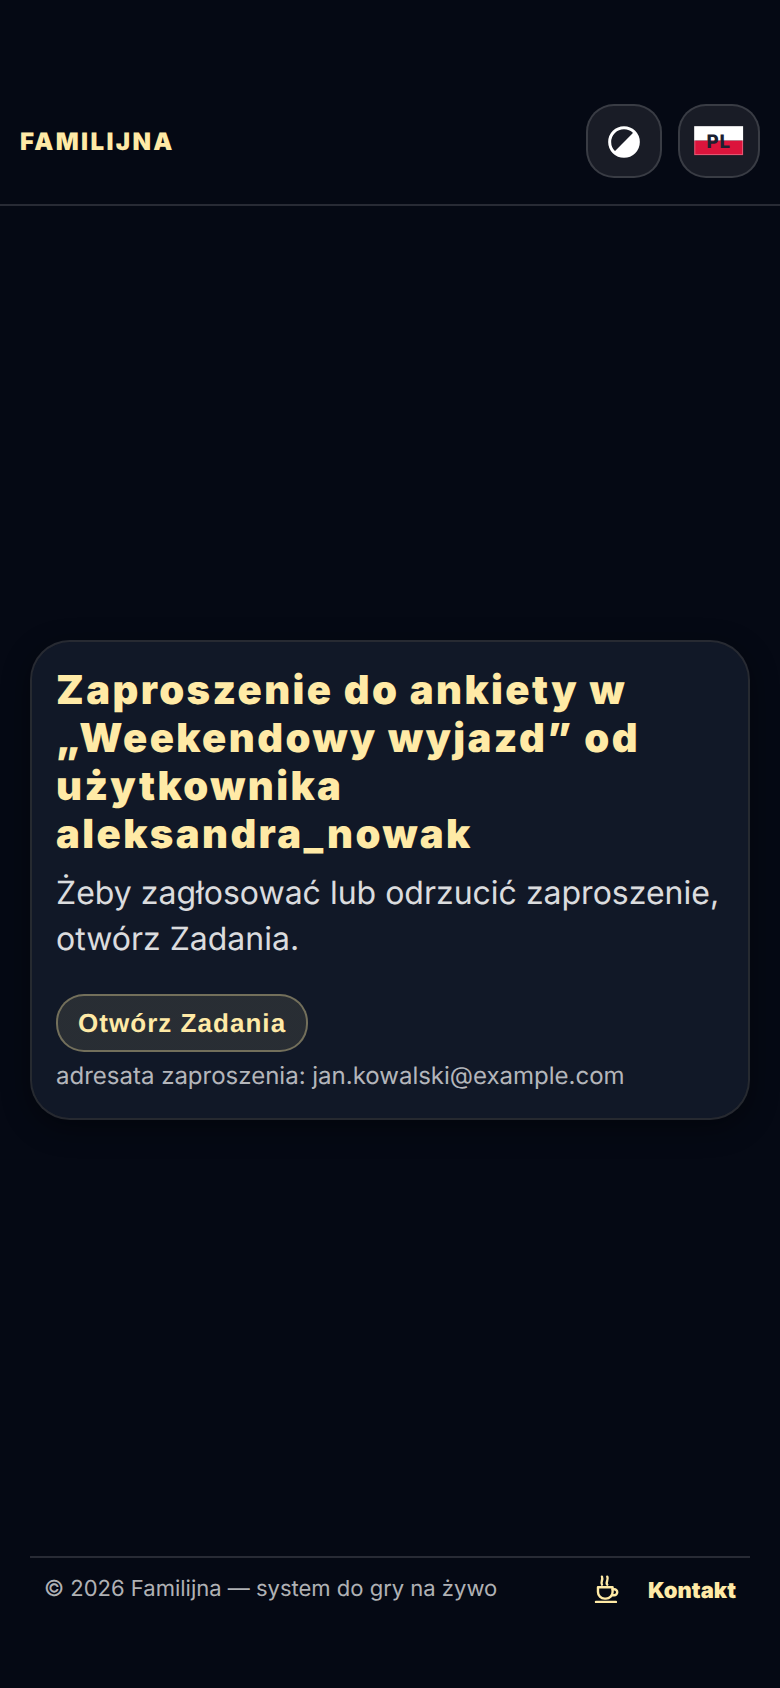 FAMILIJNA
PL
Zaproszenie do ankiety w
„Weekendowy wyjazd” od
użytkownika
aleksandra_nowak
Żeby zagłosować lub odrzucić zaproszenie,
otwórz Zadania.
Otwórz Zadania
adresata zaproszenia: jan.kowalski@example.com
© 2026 Familijna — system do gry na żywo
Kontakt